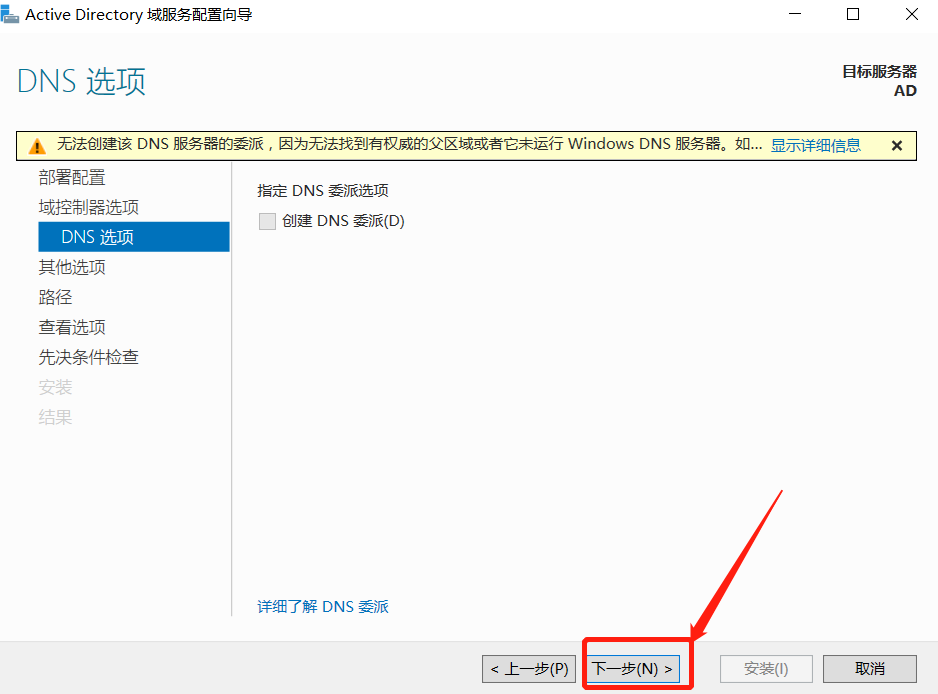 Active Directory 域服务配置向导
DNS 选项
目标服务器
AD
无法创建该 DNS 服务器的委派，因为无法找到有权威的父区域或者它未运行 Windows DNS 服务器。如... 显示详细信息
部署配置
域控制器选项
DNS 选项
其他选项
路径
查看选项
先决条件检查
安装
结果
指定 DNS 委派选项
创建 DNS 委派(D)
详细了解 DNS 委派
< 上一步(P) 下一步(N) > 安装(I) 取消